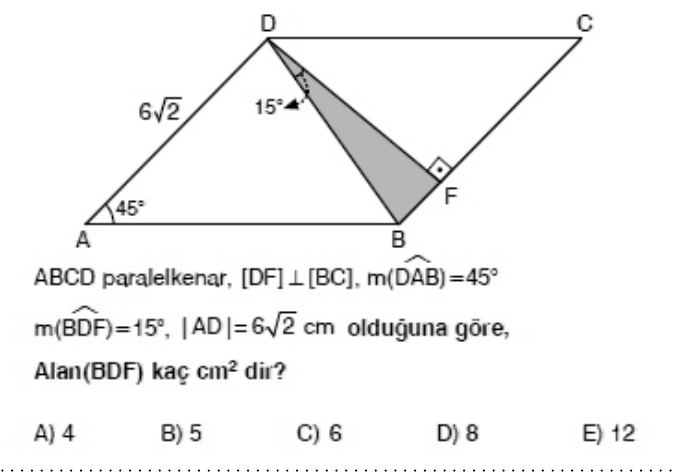 D C
6√2
15°
45°
F
A B
ABCD paralelkenar, [DF]⊥[BC], m(DAB)=45°
m(BDF)=15°, |AD|=6√2 cm olduğuna göre,
Alan(BDF) kaç cm² dir?
A) 4 B) 5 C) 6 D) 8 E) 12